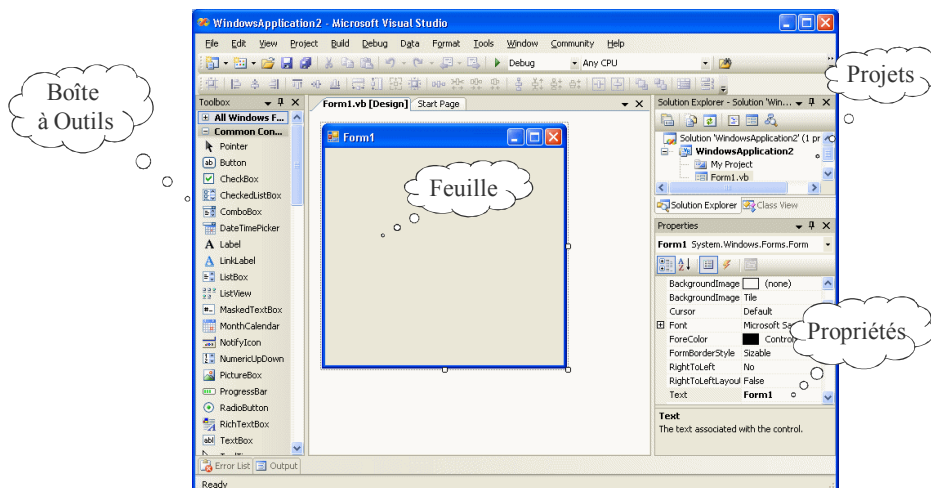 WindowsApplication2 - Microsoft Visual Studio
File Edit View Project Build Debug Data Format Tools Window Community Help
Debug Any CPU
Boîte
à Outils
Projets
Toolbox
All Windows F...
Common Con...
Pointer
Button
CheckBox
CheckedListBox
ComboBox
DateTimePicker
Label
LinkLabel
ListBox
ListView
MaskedTextBox
MonthCalendar
NotifyIcon
NumericUpDown
PictureBox
ProgressBar
RadioButton
RichTextBox
TextBox
Form1.vb [Design] Start Page
Form1
Feuille
Solution Explorer - Solution 'Win...
Solution 'WindowsApplication2' (1 pr
WindowsApplication2
My Project
Form1.vb
Solution Explorer Class View
Properties
Form1 System.Windows.Forms.Form
BackgroundImage (none)
BackgroundImage Tile
Cursor Default
Font Microsoft Sa
ForeColor Control
FormBorderStyle Sizable
RightToLeft No
RightToLeftLayout False
Text Form1
Propriétés
Text
The text associated with the control.
Error List Output
Ready